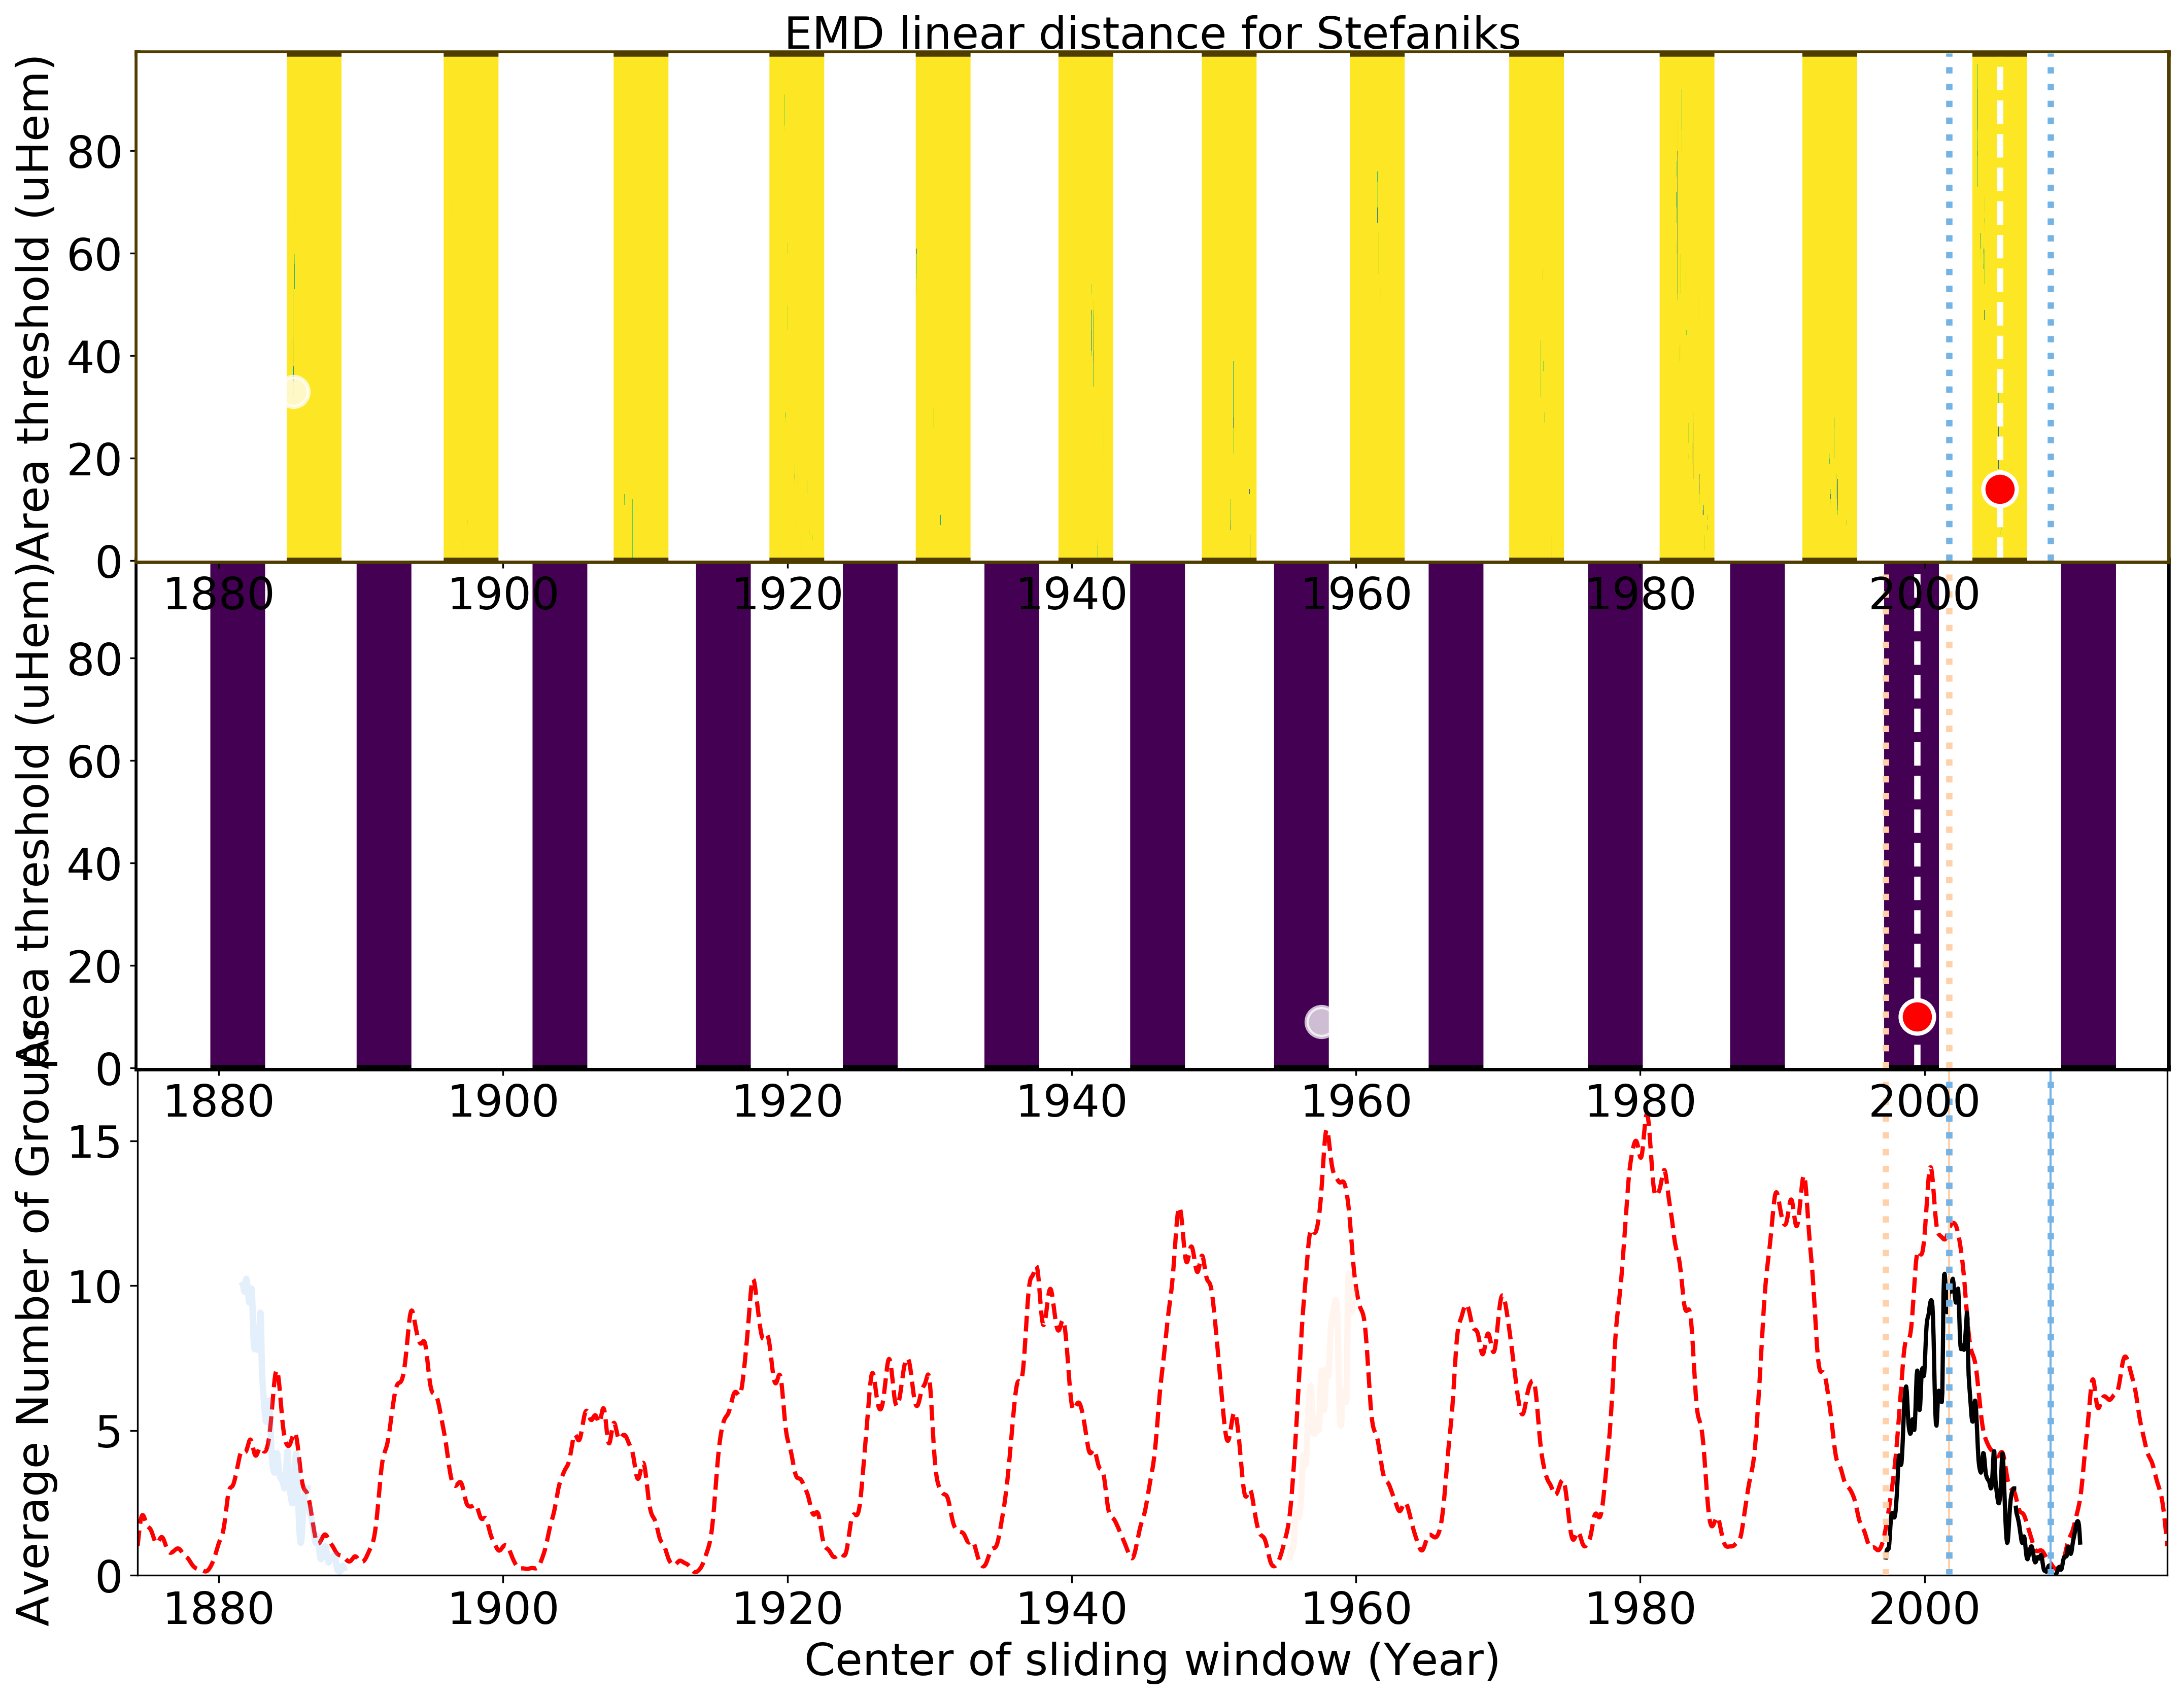 EMD linear distance for Stefaniks
Area threshold (uHem)
80
60
40
20
0
1880 1900 1920 1940 1960 1980 2000
Area threshold (uHem)
80
60
40
20
0
1880 1900 1920 1940 1960 1980 2000
Average Number of Groups
15
10
5
0
1880 1900 1920 1940 1960 1980 2000
Center of sliding window (Year)